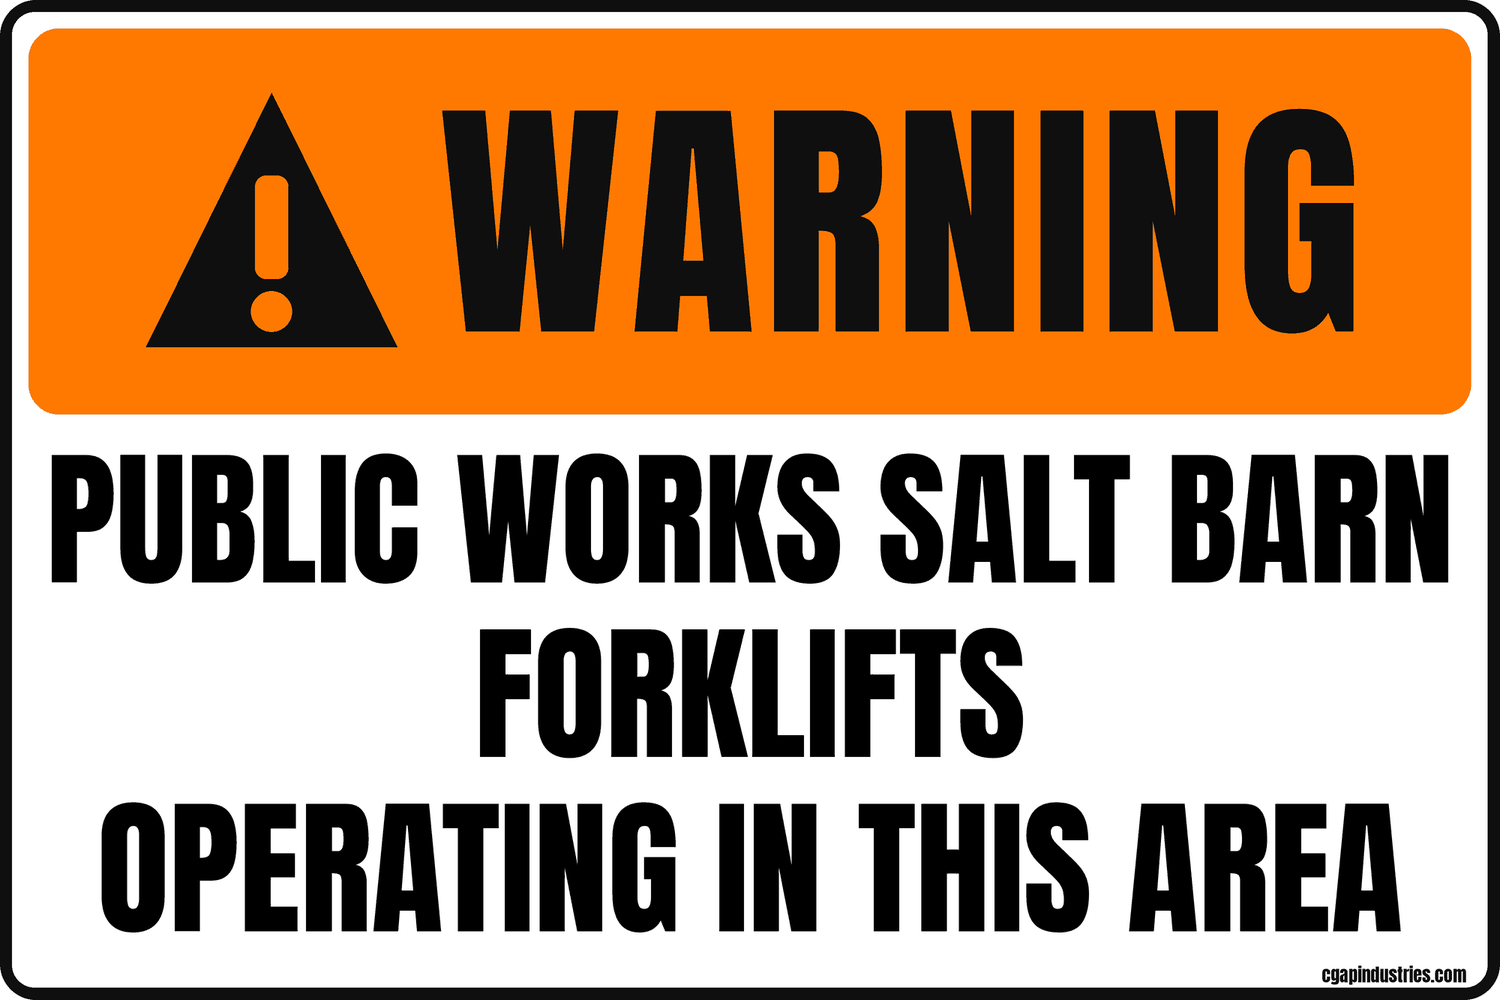 WARNING
PUBLIC WORKS SALT BARN
FORKLIFTS
OPERATING IN THIS AREA
cgapindustries.com